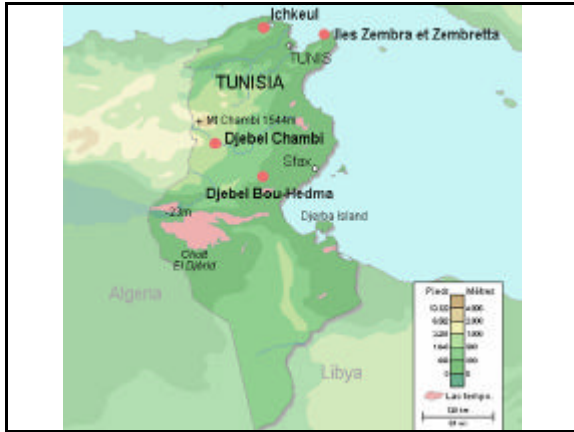 Ichkeul
Iles Zembra et Zembretta
TUNIS
TUNISIA
Mt Chambi 1544m
Djebel Chambi
Sfax
Djebel Bou-Hedma
-23m
Djerba Island
Chott
El Djérid
Algeria
Libya
Pieds Mètres
Lac temps.